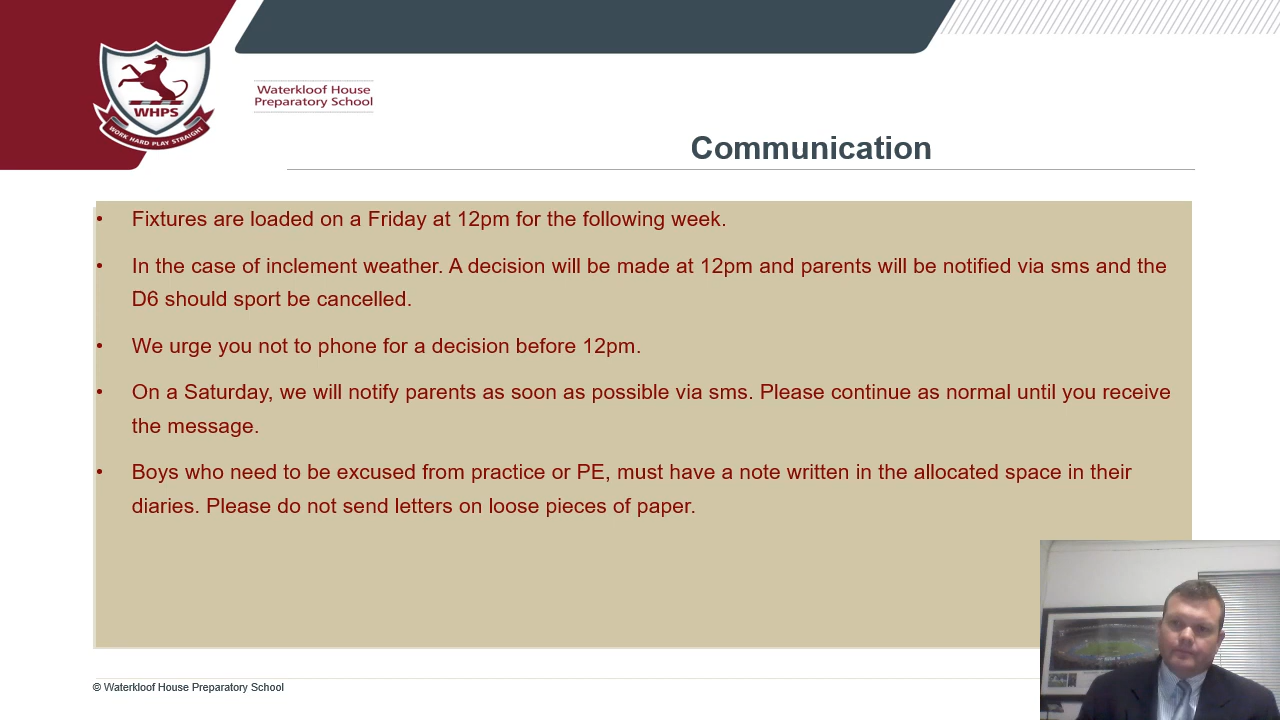 WHPS
WORK HARD PLAY STRAIGHT
Waterkloof House
Preparatory School
Communication
• Fixtures are loaded on a Friday at 12pm for the following week.
• In the case of inclement weather. A decision will be made at 12pm and parents will be notified via sms and the
D6 should sport be cancelled.
• We urge you not to phone for a decision before 12pm.
• On a Saturday, we will notify parents as soon as possible via sms. Please continue as normal until you receive
the message.
• Boys who need to be excused from practice or PE, must have a note written in the allocated space in their
diaries. Please do not send letters on loose pieces of paper.
© Waterkloof House Preparatory School